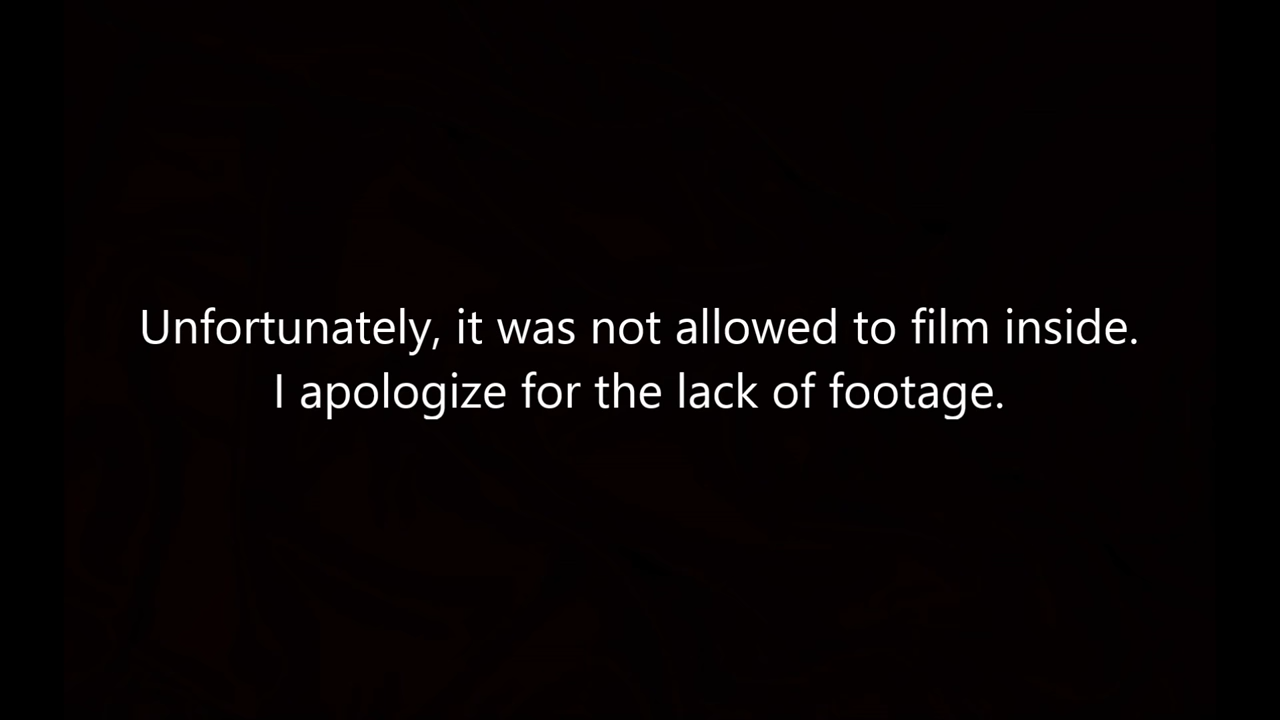 Unfortunately, it was not allowed to film inside.
I apologize for the lack of footage.